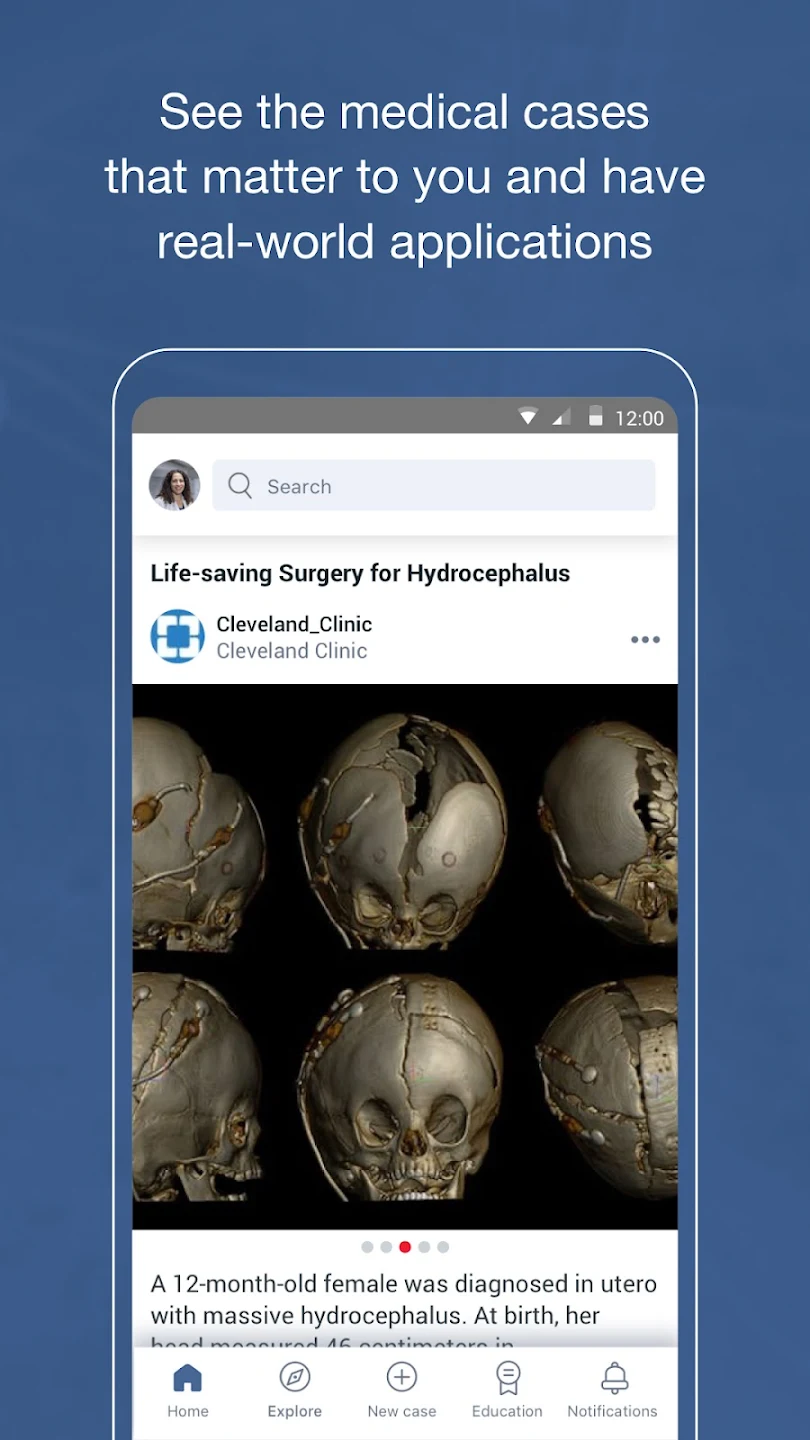 See the medical cases
that matter to you and have
real-world applications
12:00
Search
Life-saving Surgery for Hydrocephalus
Cleveland_Clinic
Cleveland Clinic
A 12-month-old female was diagnosed in utero
with massive hydrocephalus. At birth, her
head measured 46 centimeters in
Home
Explore
New case
Education
Notifications